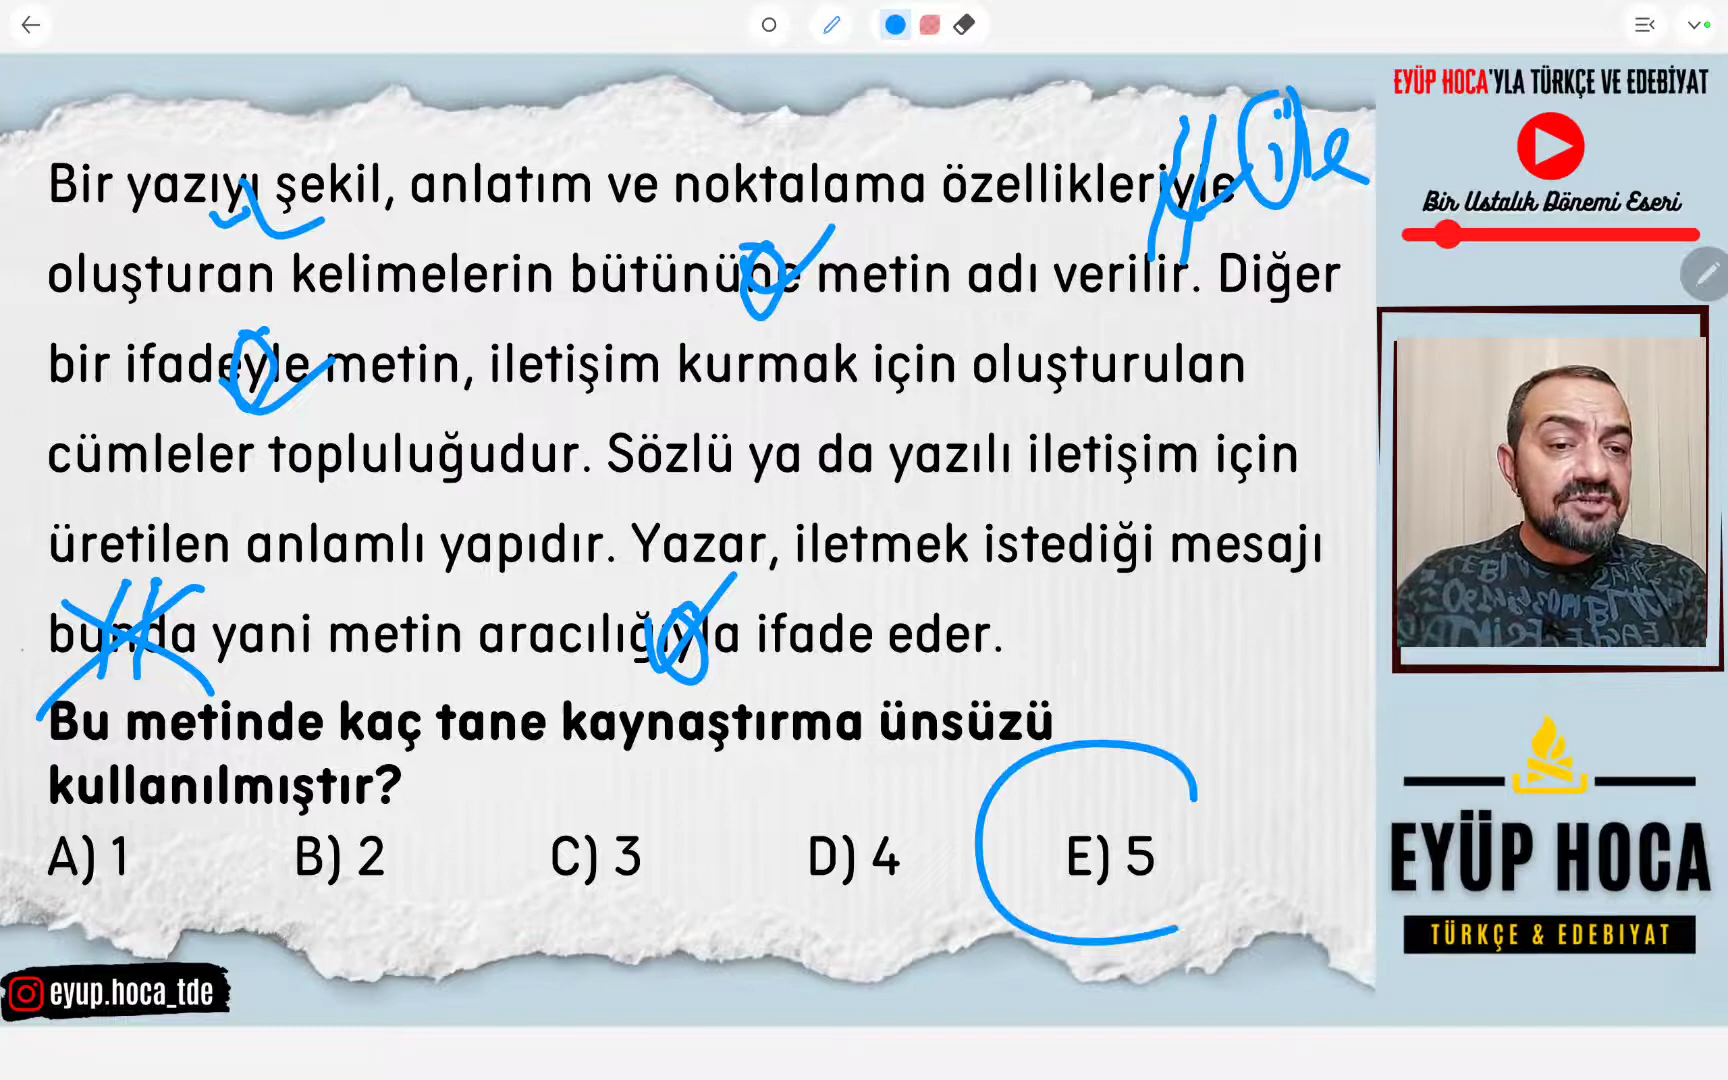 EYÜP HOCA'YLA TÜRKÇE VE EDEBİYAT
Bir Ustalık Dönemi Eseri
Bir yazıyı şekil, anlatım ve noktalama özellikleriyle
ile
oluşturan kelimelerin bütününe metin adı verilir. Diğer
bir ifadeyle metin, iletişim kurmak için oluşturulan
cümleler topluluğudur. Sözlü ya da yazılı iletişim için
üretilen anlamlı yapıdır. Yazar, iletmek istediği mesajı
bunda yani metin aracılığıyla ifade eder.
Bu metinde kaç tane kaynaştırma ünsüzü
kullanılmıştır?
A) 1 B) 2 C) 3 D) 4 E) 5
EYÜP HOCA
TÜRKÇE & EDEBIYAT
eyup.hoca_tde